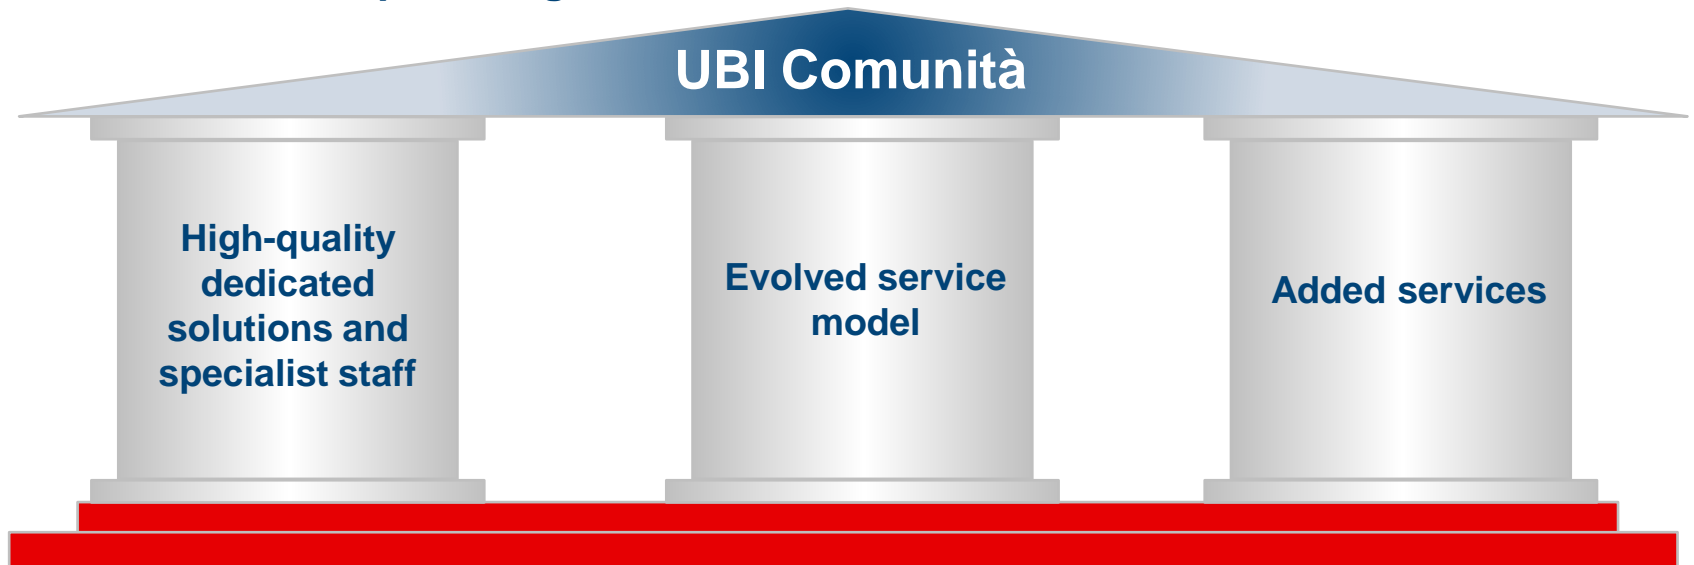 UBI Comunità
High-quality
dedicated
solutions and
specialist staff
Evolved service
model
Added services